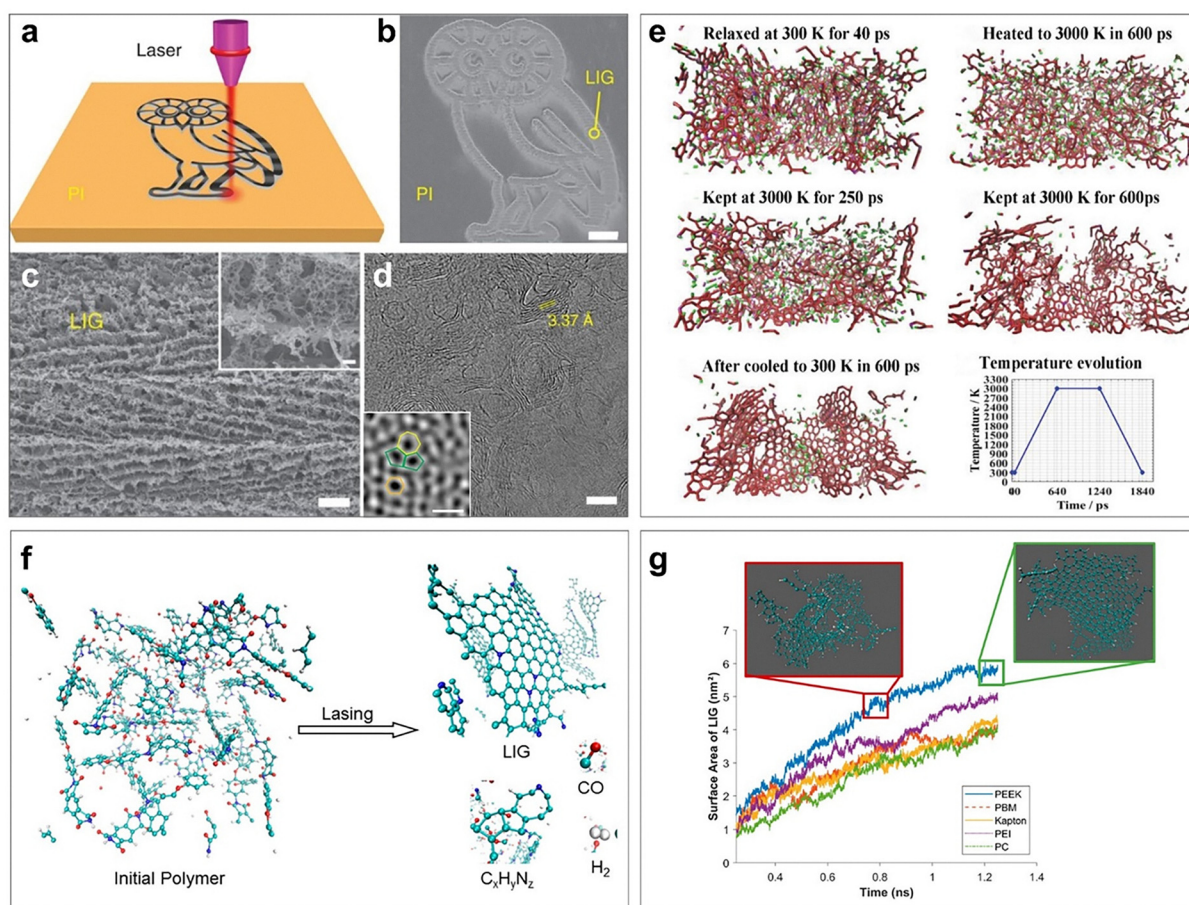 a
Laser
PI
b
LIG
PI
c
LIG
d
3.37 Å
e
Relaxed at 300 K for 40 ps
Heated to 3000 K in 600 ps
Kept at 3000 K for 250 ps
Kept at 3000 K for 600ps
After cooled to 300 K in 600 ps
Temperature evolution
Temperature / K
3300
3000
2700
2400
2100
1800
1500
1200
900
600
300
0
00
640
1240
1840
Time / ps
f
Lasing
Initial Polymer
LIG
CO
CxHyNz
H2
g
Surface Area of LIG (nm²)
7
6
5
4
3
2
1
0
0.4
0.6
0.8
1
1.2
1.4
Time (ns)
PEEK
PBM
Kapton
PEI
PC